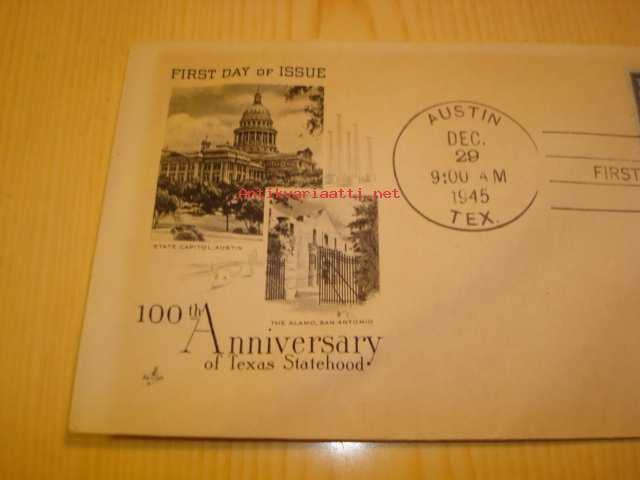 FIRST DAY OF ISSUE
STATE CAPITOL, AUSTIN
THE ALAMO, SAN ANTONIO
100th Anniversary
of Texas Statehood
AUSTIN
DEC.
29
9:00 AM
1945
TEX.
FIRST
Antikvariaatti.net